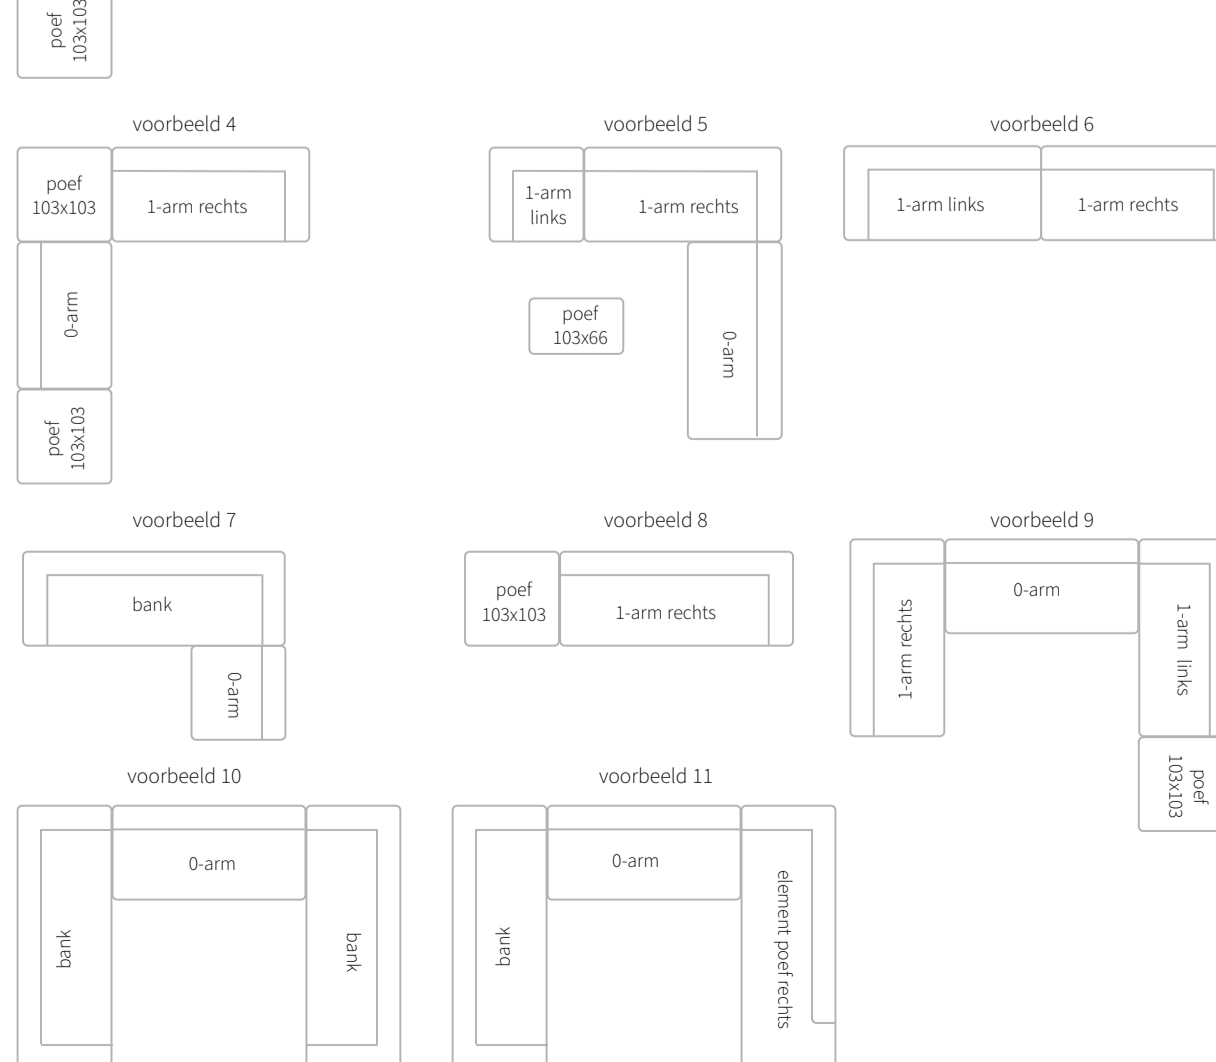 poef
103x103
voorbeeld 4
voorbeeld 5
voorbeeld 6
poef
103x103
1-arm rechts
0-arm
poef
103x103
1-arm
links
1-arm rechts
poef
103x66
0-arm
1-arm links
1-arm rechts
voorbeeld 7
voorbeeld 8
voorbeeld 9
bank
0-arm
poef
103x103
1-arm rechts
1-arm rechts
0-arm
1-arm links
poef
103x103
voorbeeld 10
voorbeeld 11
bank
0-arm
bank
bank
0-arm
element poef rechts